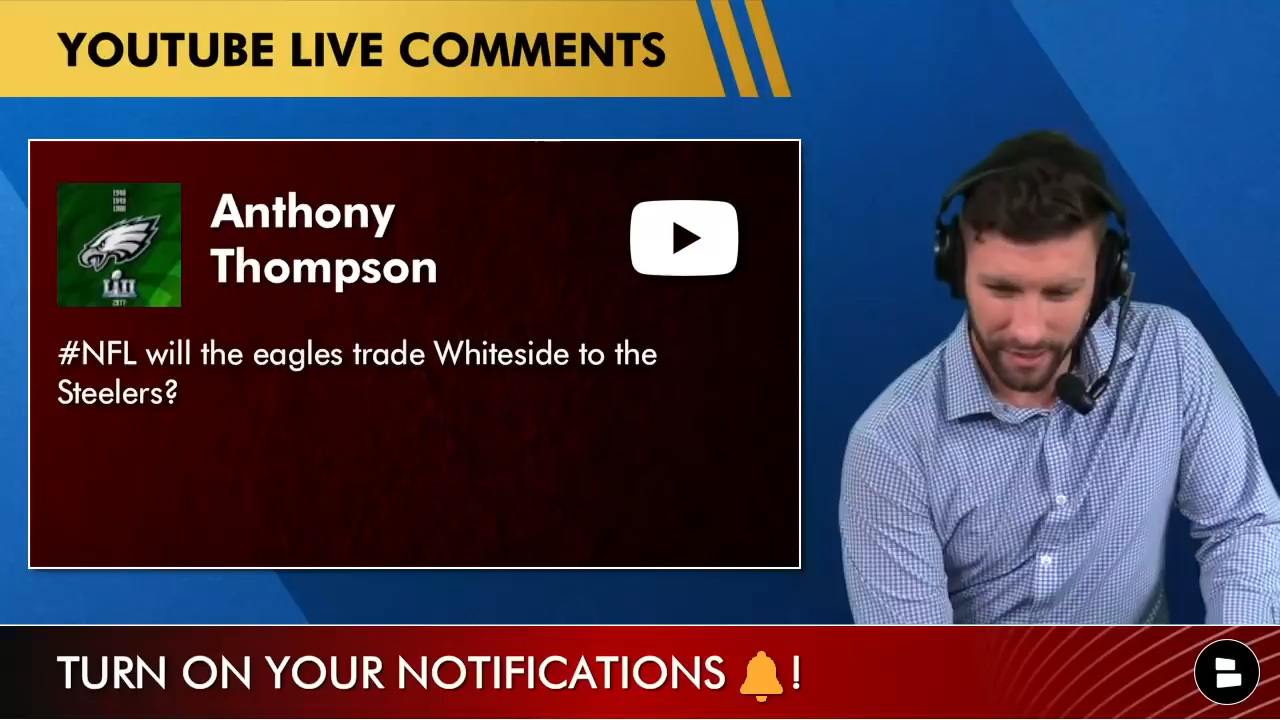 YOUTUBE LIVE COMMENTS
Anthony
Thompson
#NFL will the eagles trade Whiteside to the
Steelers?
TURN ON YOUR NOTIFICATIONS 🔔!